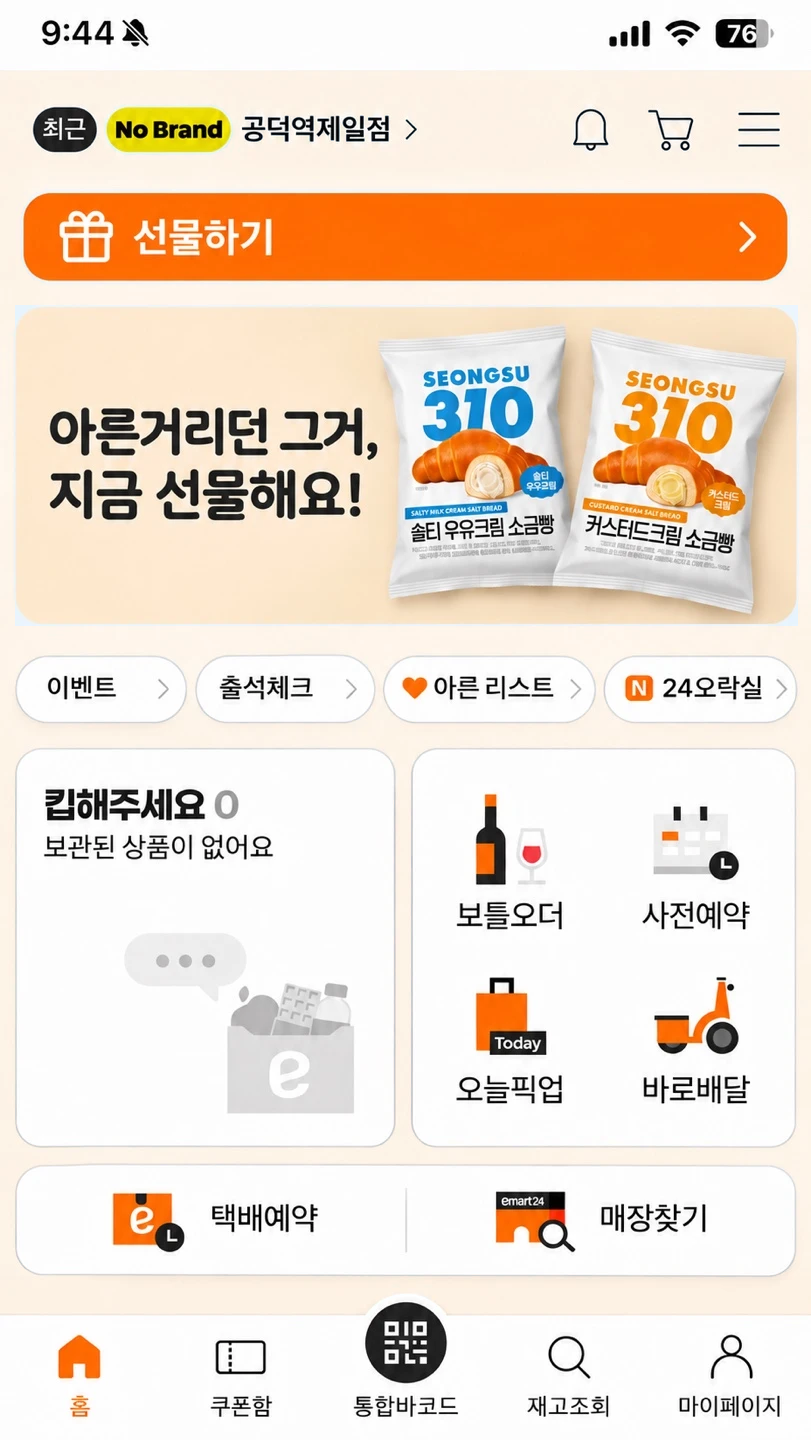 9:44
76
최근 No Brand 공덕역제일점
선물하기
아른거리던 그거,
지금 선물해요!
SEONGSU
310
솔티
우우크림
SALTY MILK CREAM SALT BREAD
솔티 우유크림 소금빵
SEONGSU
310
커스터드
크림
CUSTARD CREAM SALT BREAD
커스터드크림 소금빵
이벤트
출석체크
아른 리스트
N 24오락실
킵해주세요 0
보관된 상품이 없어요
e
보틀오더
사전예약
Today
오늘픽업
바로배달
e
택배예약
emart24
매장찾기
홈
쿠폰함
통합바코드
재고조회
마이페이지